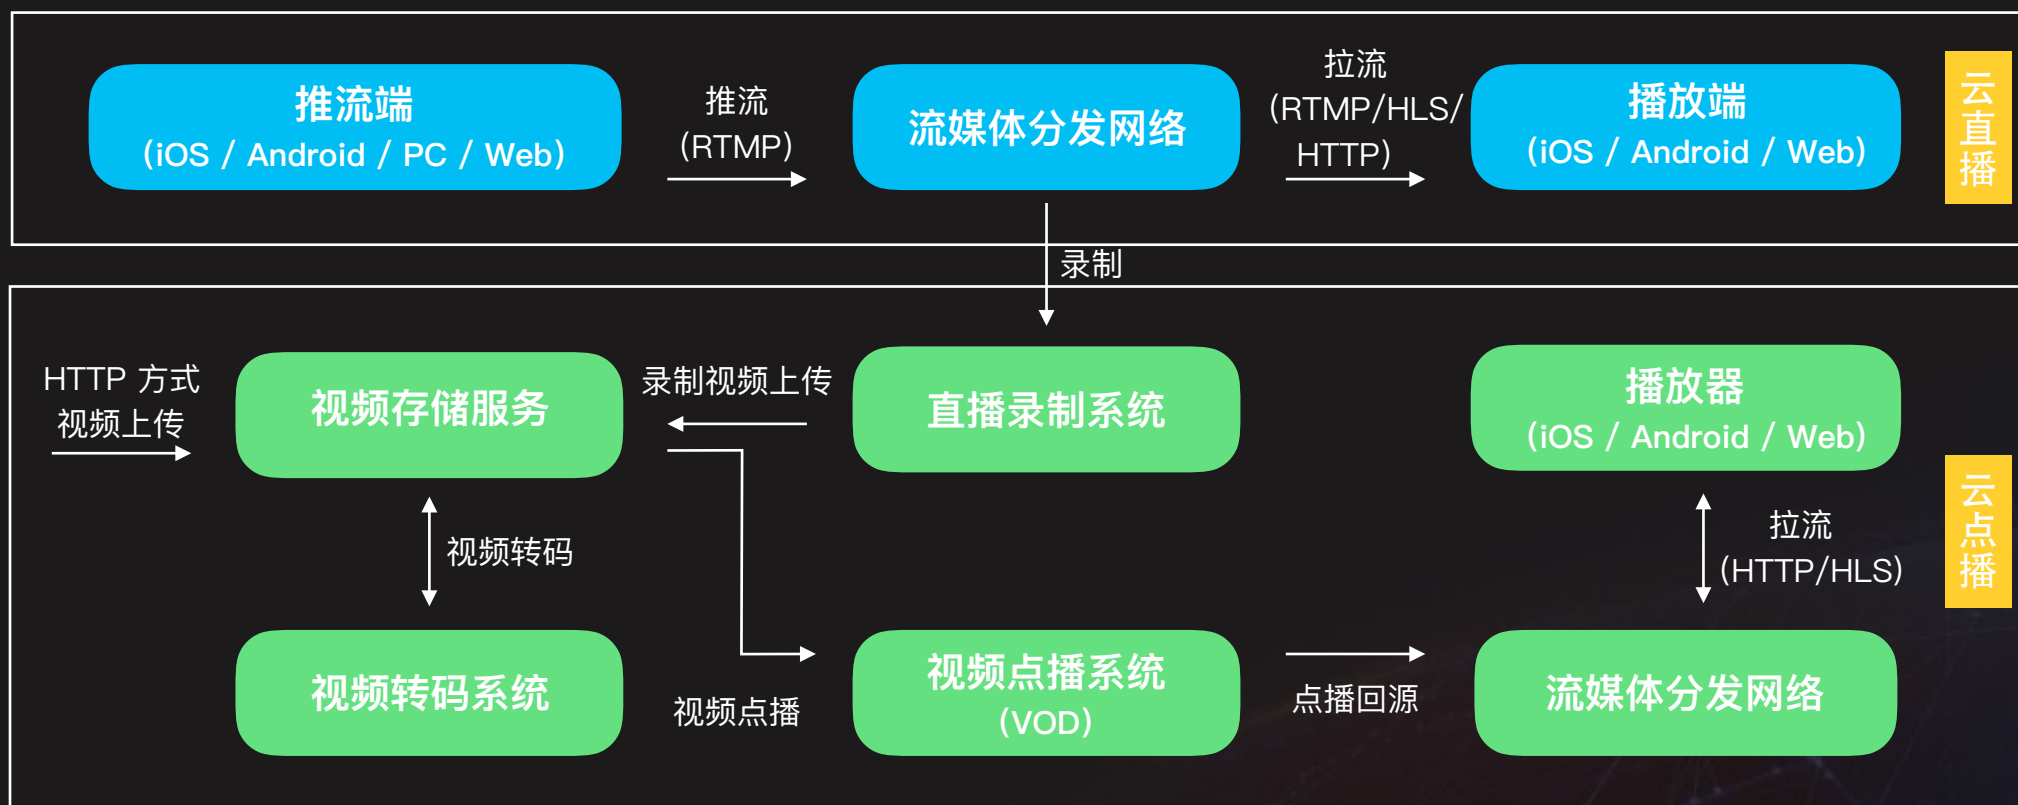 推流端
(iOS / Android / PC / Web)
推流
(RTMP)
流媒体分发网络
拉流
(RTMP/HLS/
HTTP)
播放端
(iOS / Android / Web)
云直播
录制
HTTP 方式
视频上传
视频存储服务
录制视频上传
直播录制系统
播放器
(iOS / Android / Web)
云点播
视频转码
拉流
(HTTP/HLS)
视频转码系统
视频点播
视频点播系统
(VOD)
点播回源
流媒体分发网络